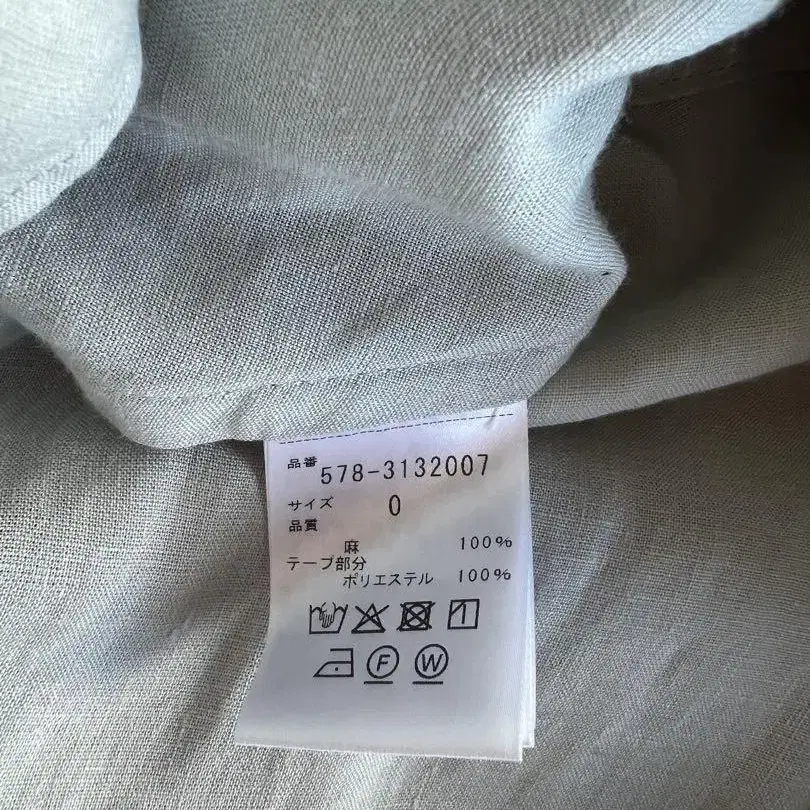 品番 578-3132007
サイズ 0
品質
麻 100%
テープ部分
ポリエステル 100%
F W